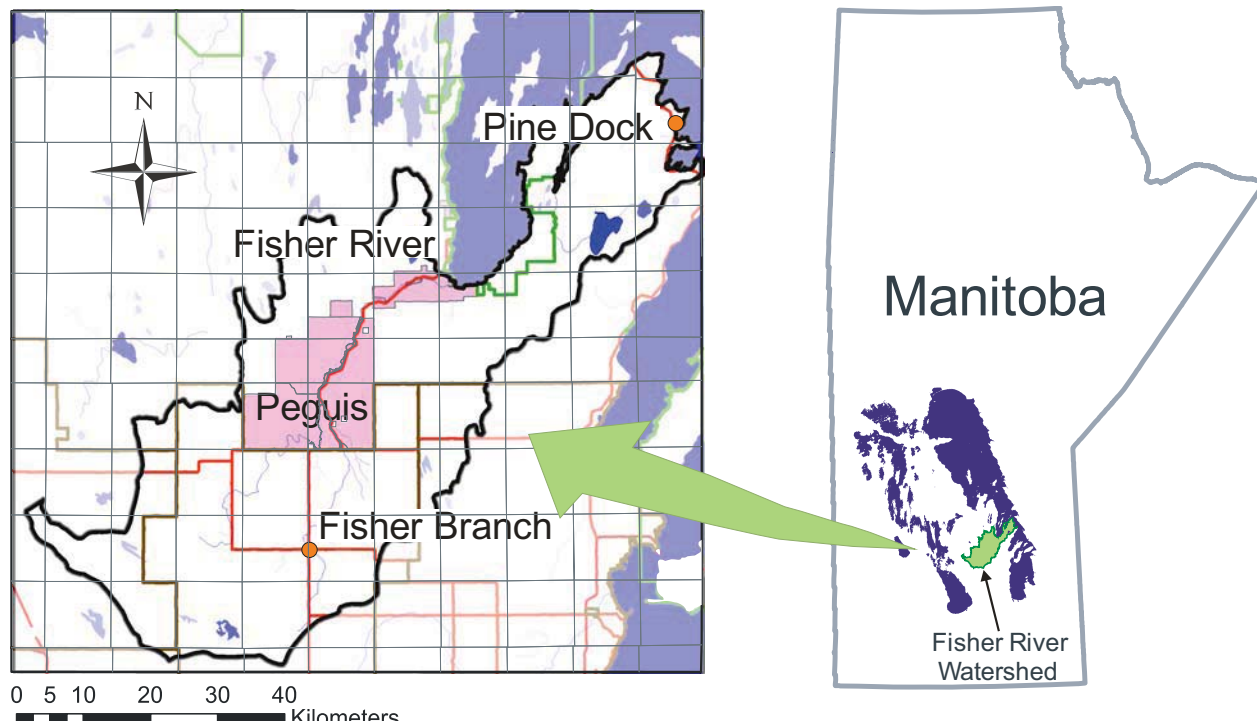 N
Pine Dock
Fisher River
Peguis
Fisher Branch
0 5 10 20 30 40
Kilometers
Manitoba
Fisher River
Watershed